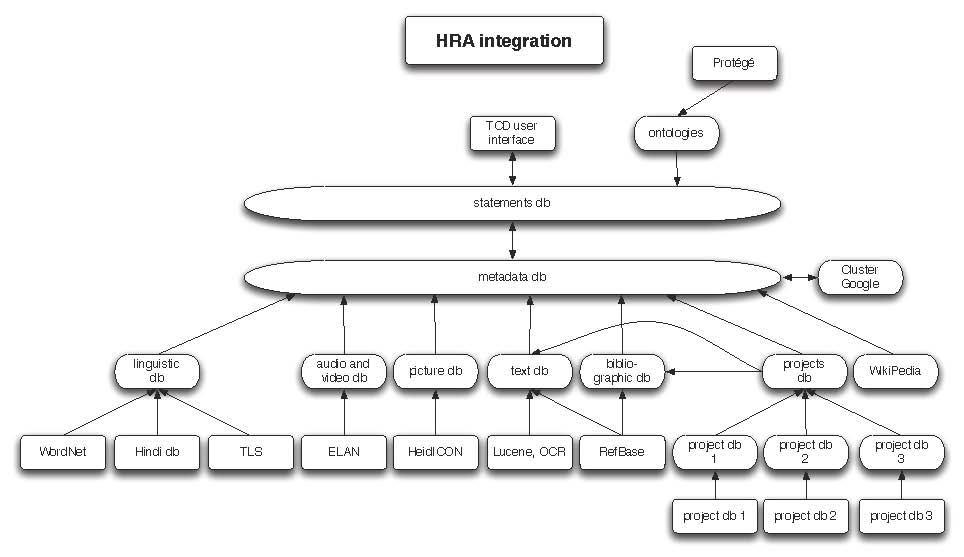 HRA integration
Protégé
TCD user
interface
ontologies
statements db
metadata db
Cluster
Google
linguistic
db
audio and
video db
picture db
text db
biblio-
graphic db
projects
db
WikiPedia
WordNet
Hindi db
TLS
ELAN
HeidICON
Lucene, OCR
RefBase
project db
1
project db
2
project db
3
project db 1
project db 2
project db 3